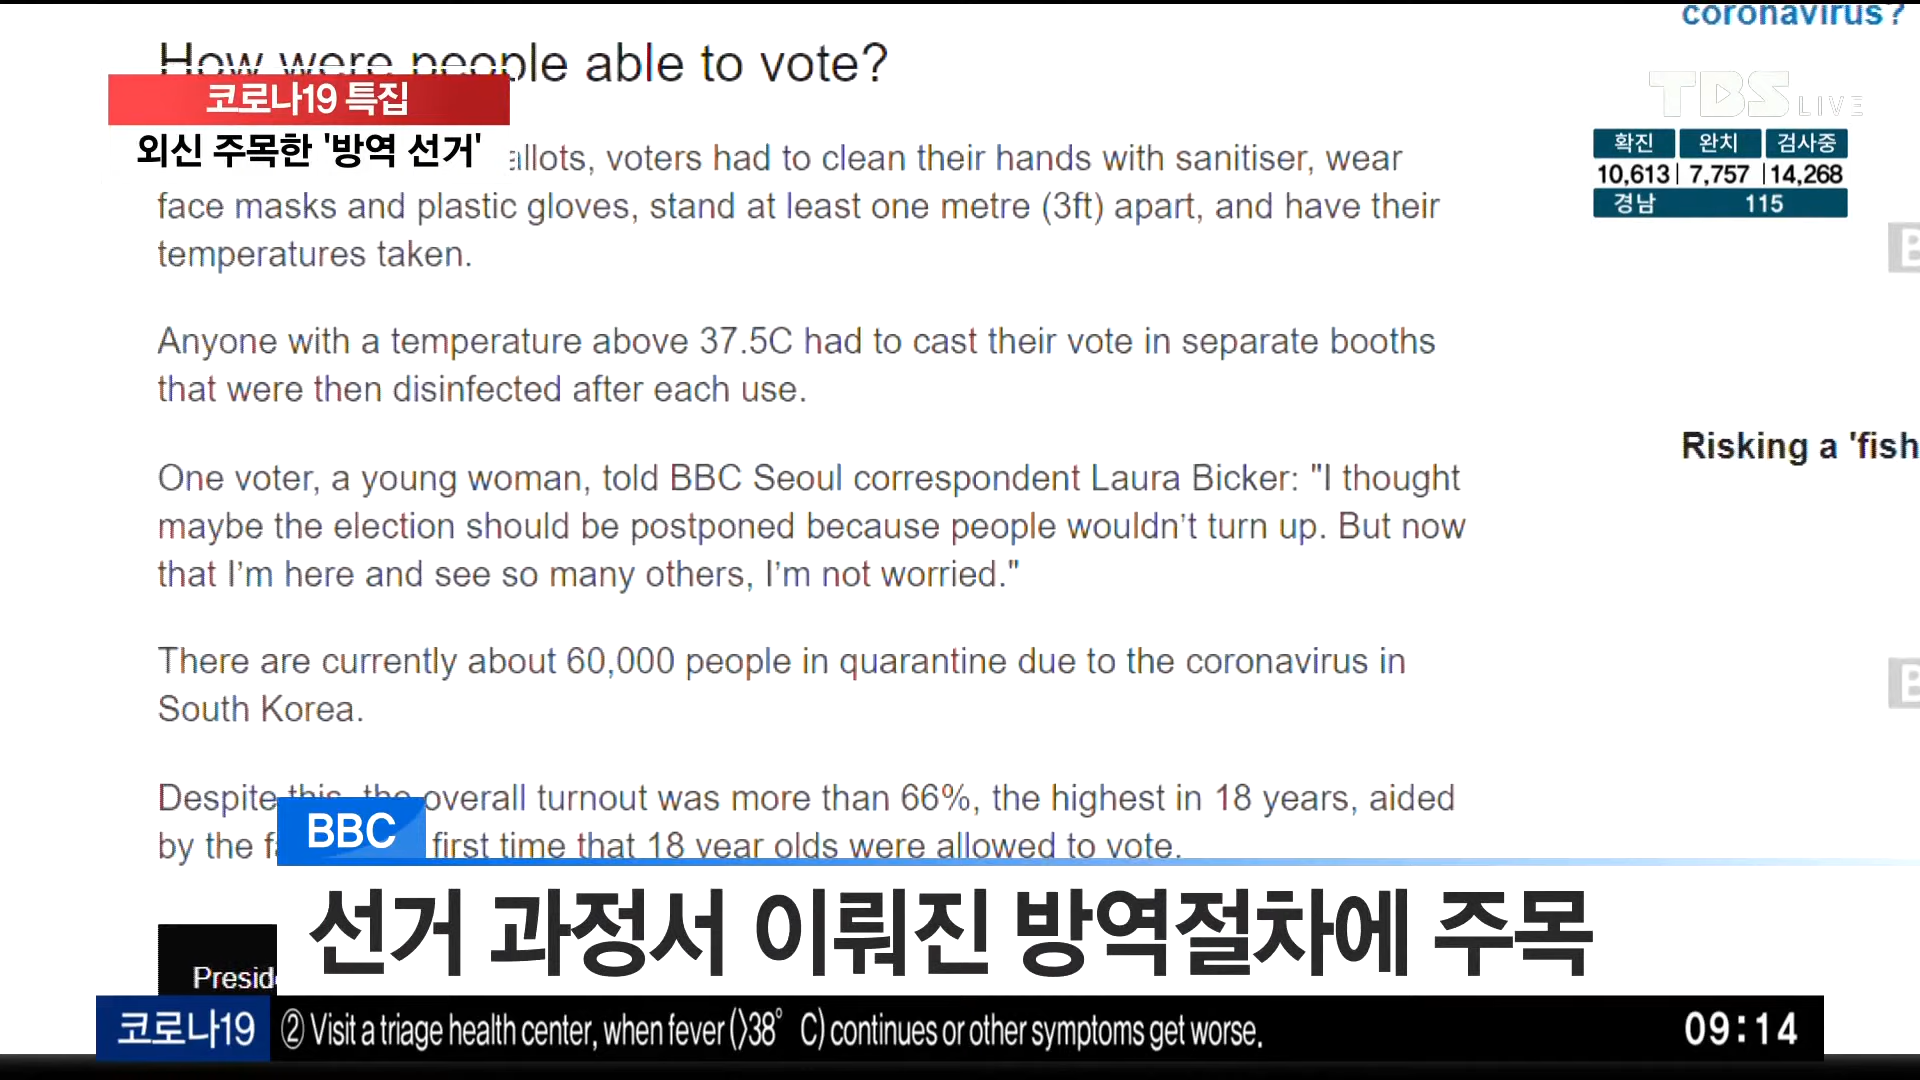 coronavirus?
How were people able to vote?
코로나19 특집
외신 주목한 '방역 선거'
TBS LIVE
확진 완치 검사중
10,613 7,757 14,268
경남 115
allots, voters had to clean their hands with sanitiser, wear
face masks and plastic gloves, stand at least one metre (3ft) apart, and have their
temperatures taken.
Anyone with a temperature above 37.5C had to cast their vote in separate booths
that were then disinfected after each use.
Risking a 'fish
One voter, a young woman, told BBC Seoul correspondent Laura Bicker: "I thought
maybe the election should be postponed because people wouldn’t turn up. But now
that I’m here and see so many others, I’m not worried."
There are currently about 60,000 people in quarantine due to the coronavirus in
South Korea.
Despite this, the overall turnout was more than 66%, the highest in 18 years, aided
by the first time that 18 year olds were allowed to vote.
BBC
선거 과정서 이뤄진 방역절차에 주목
Presid
코로나19 ② Visit a triage health center, when fever (>38° C) continues or other symptoms get worse. 09:14